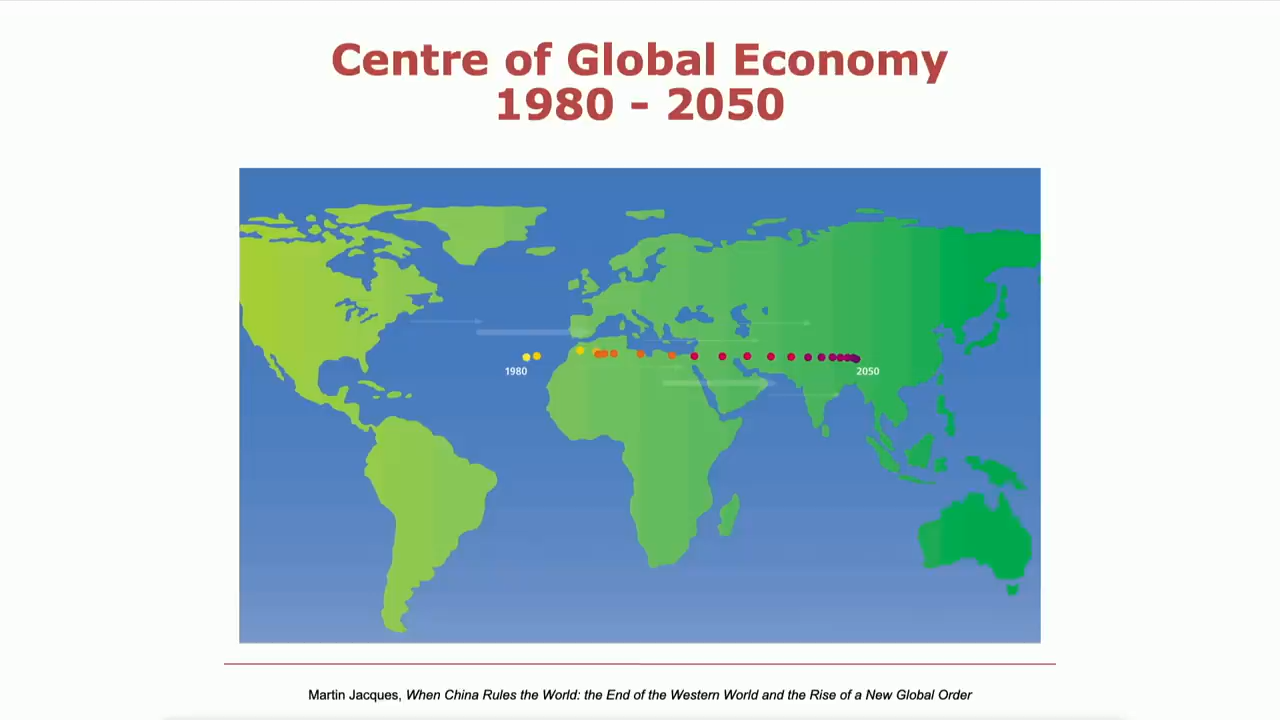 Centre of Global Economy
1980 - 2050
1980
2050
Martin Jacques, When China Rules the World: the End of the Western World and the Rise of a New Global Order